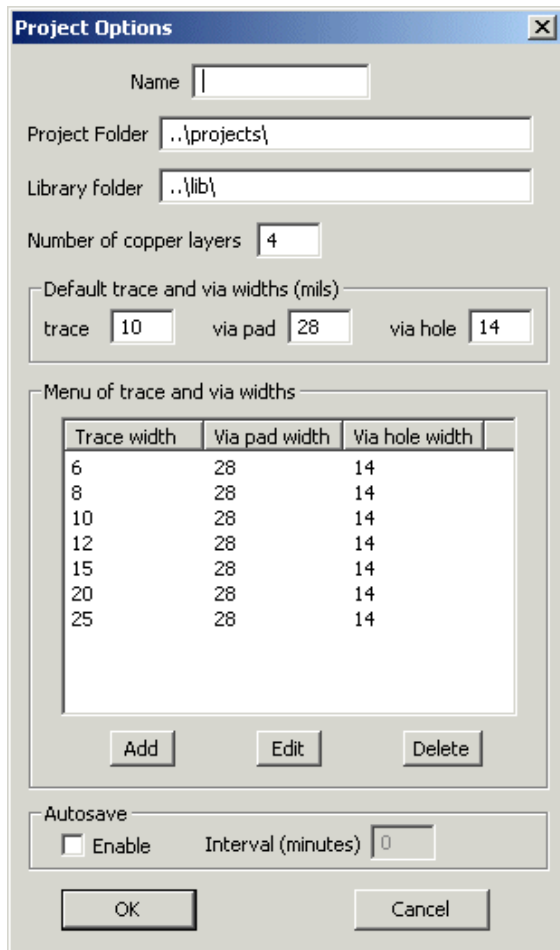 Project Options
Name
Project Folder ..\projects\
Library folder ..\lib\
Number of copper layers 4
Default trace and via widths (mils)
trace 10 via pad 28 via hole 14
Menu of trace and via widths
Trace width Via pad width Via hole width
6 28 14
8 28 14
10 28 14
12 28 14
15 28 14
20 28 14
25 28 14
Add Edit Delete
Autosave
Enable Interval (minutes) 0
OK Cancel